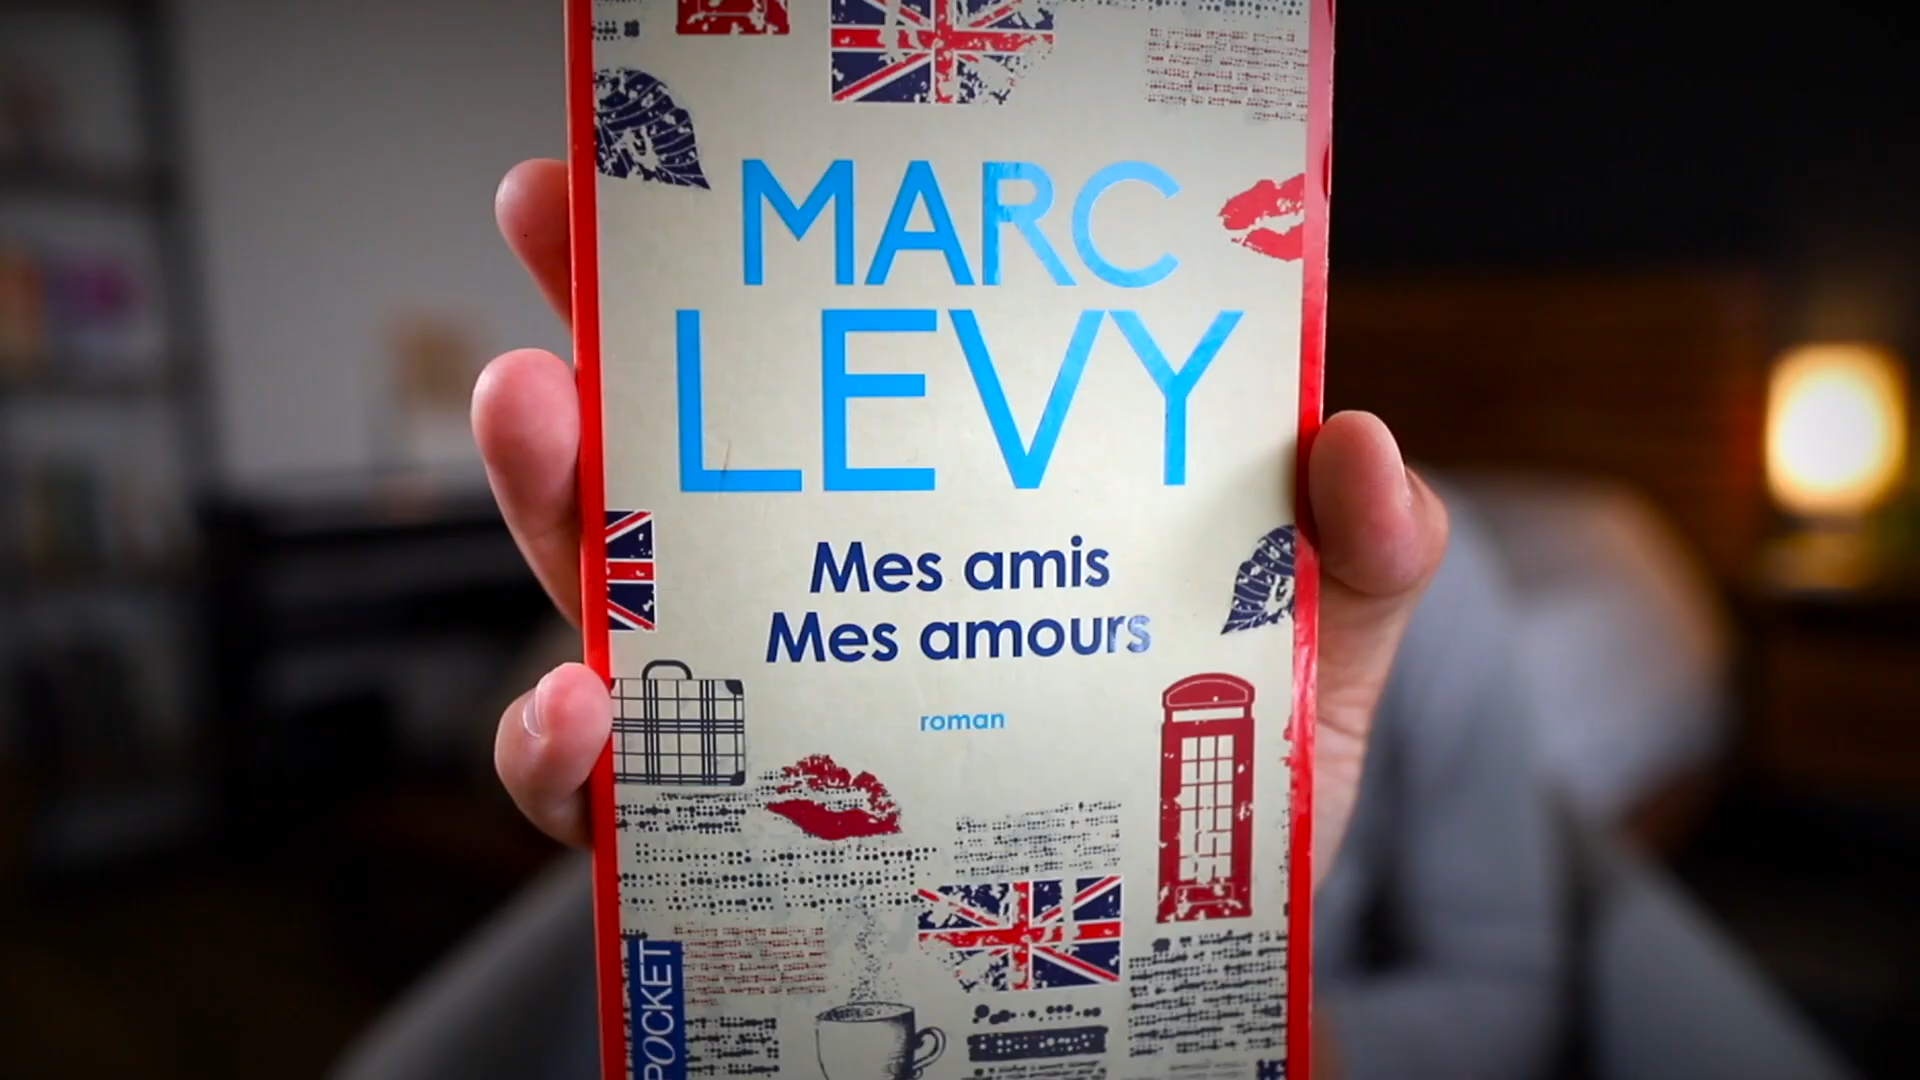 MARC
LEVY
Mes amis
Mes amours
roman
POCKET